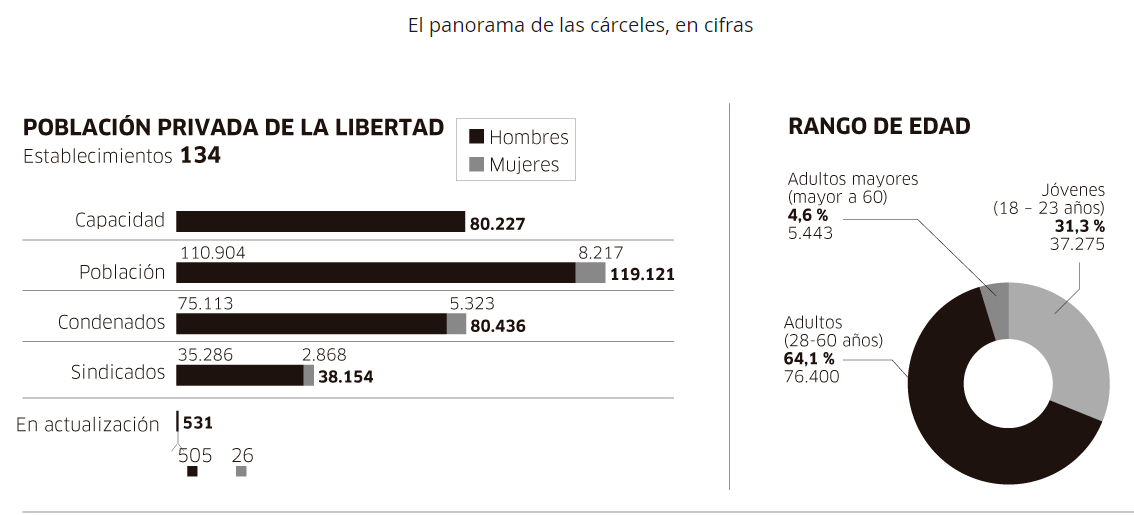 El panorama de las cárceles, en cifras
POBLACIÓN PRIVADA DE LA LIBERTAD
Establecimientos 134
Hombres
Mujeres
Capacidad
80.227
110.904 8.217
Población
119.121
75.113 5.323
Condenados
80.436
35.286 2.868
Sindicados
38.154
En actualización
531
505 26
RANGO DE EDAD
Adultos mayores
(mayor a 60)
4,6 %
5.443
Jóvenes
(18 – 23 años)
31,3 %
37.275
Adultos
(28-60 años)
64,1 %
76.400